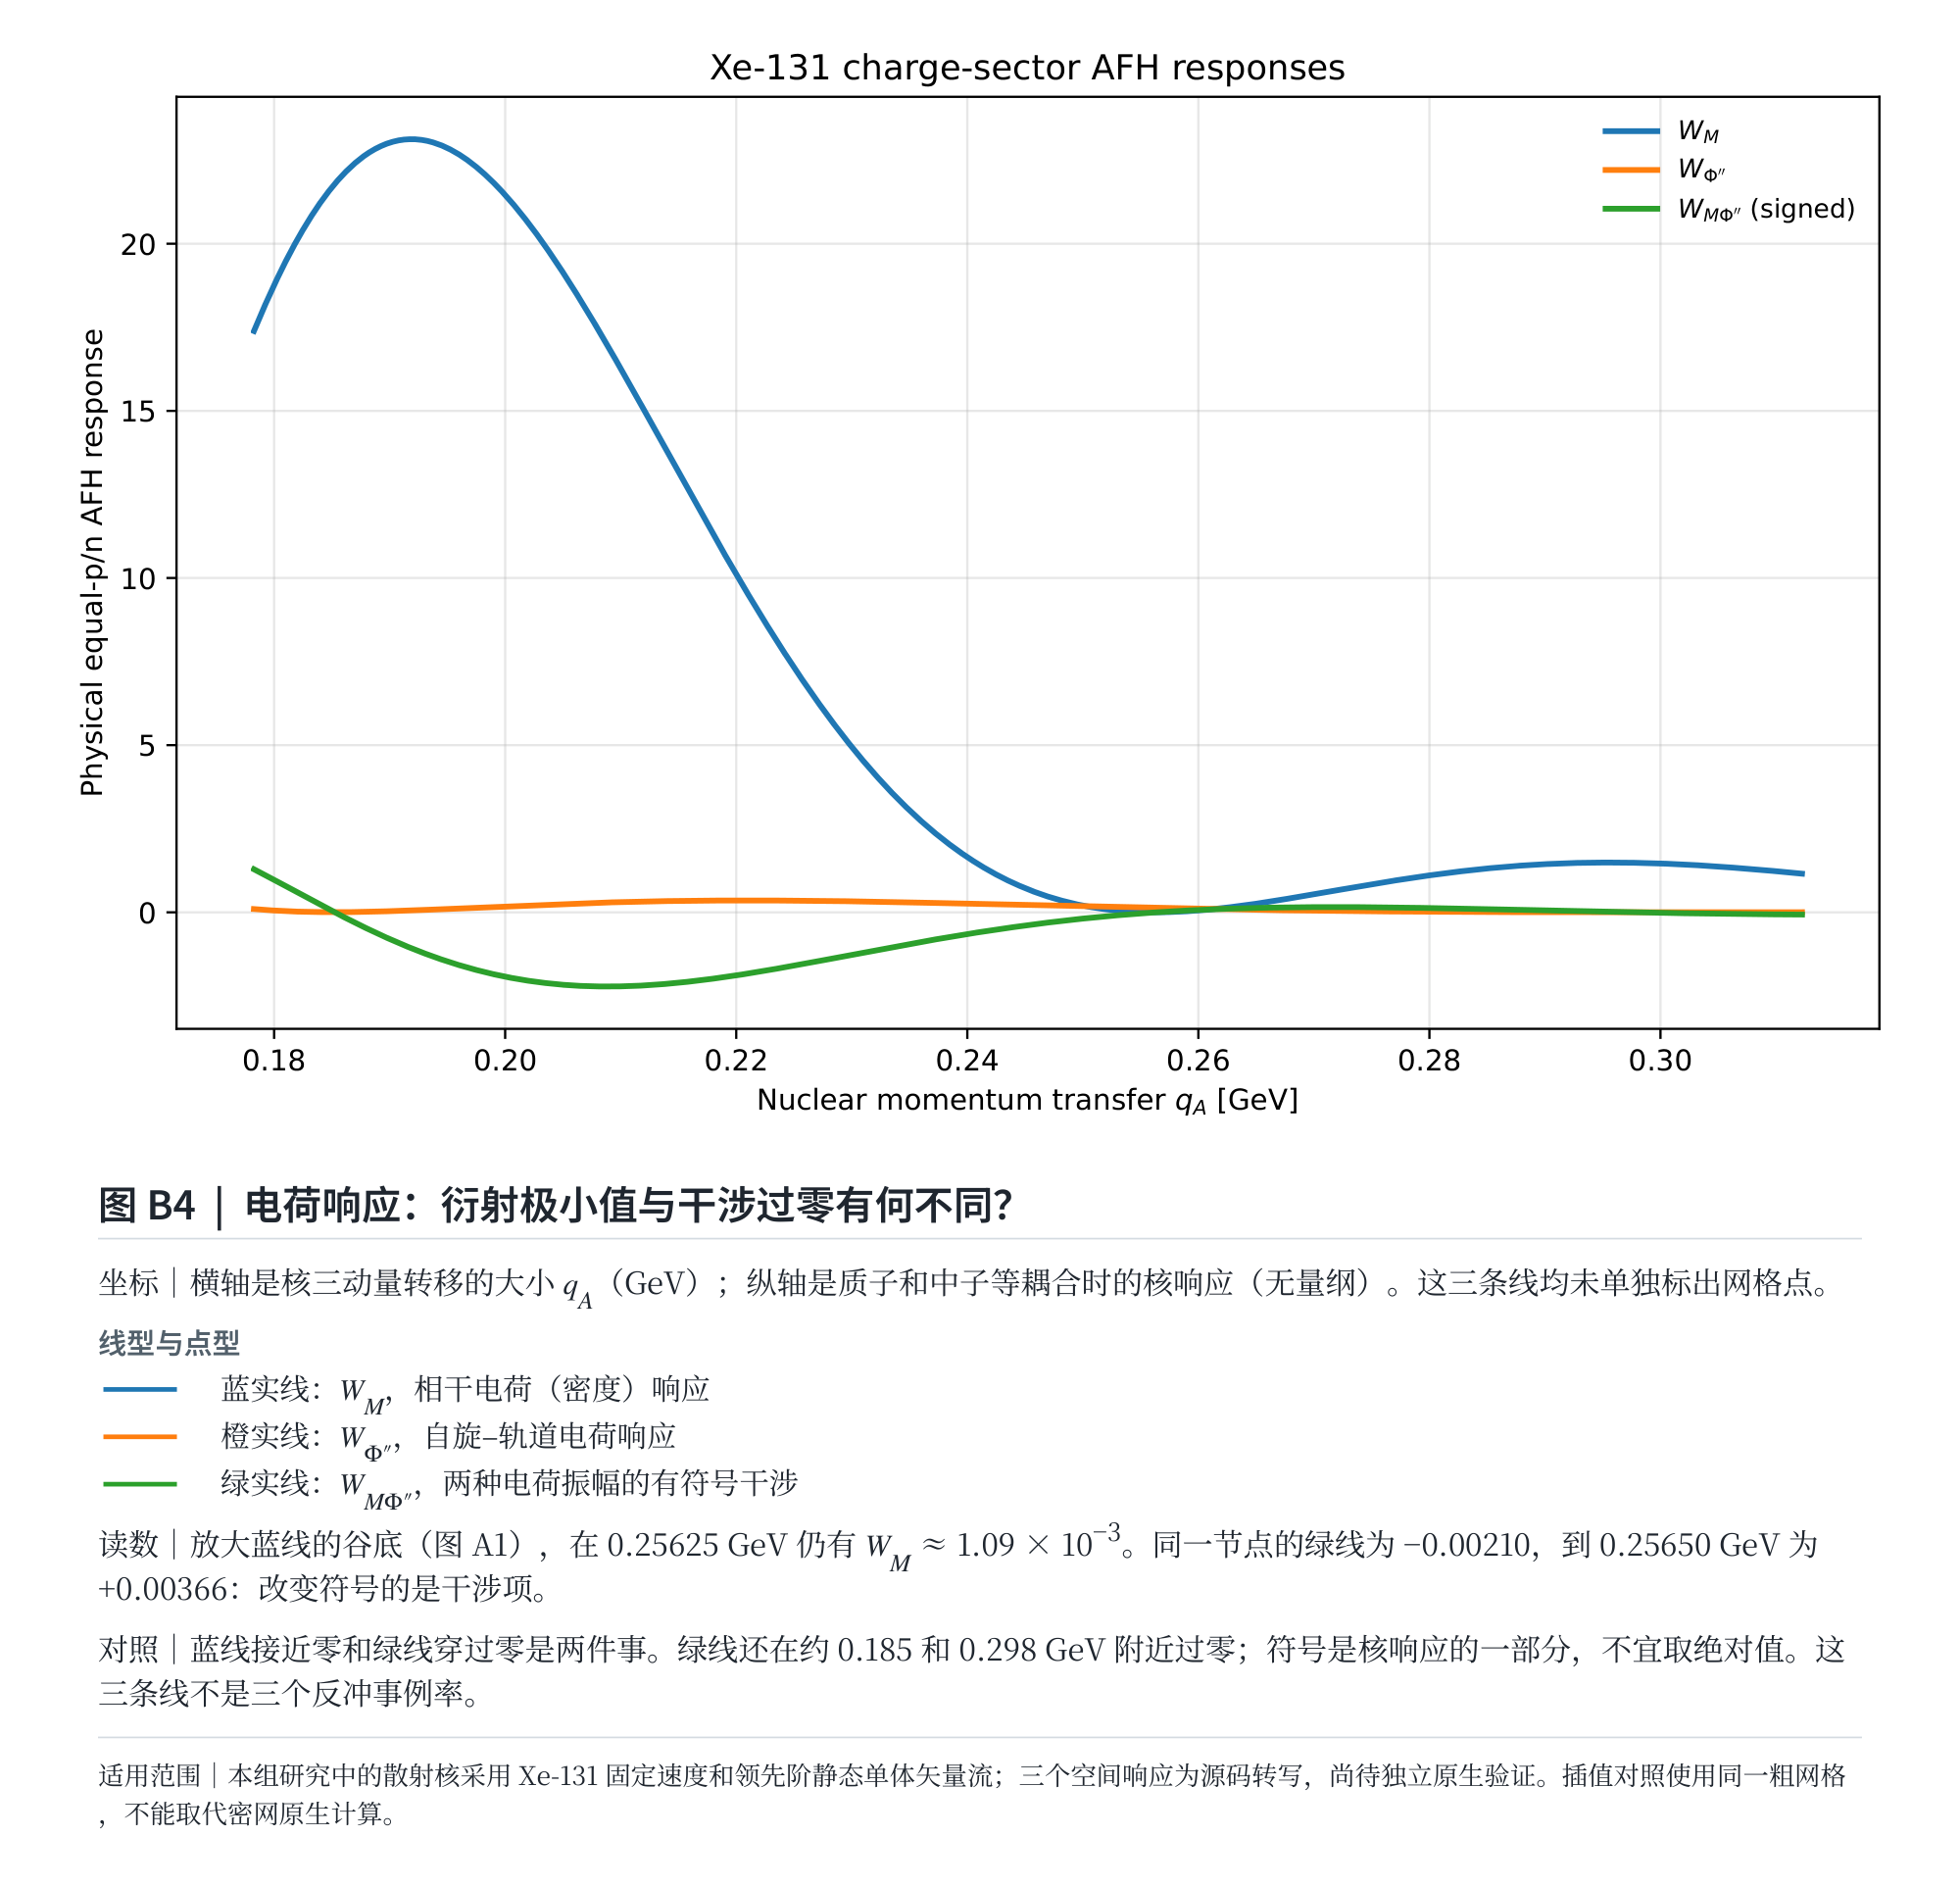 Xe-131 charge-sector AFH responses
W_M
W_Φ″
W_MΦ″ (signed)
Physical equal-p/n AFH response
20
15
10
5
0
0.18 0.20 0.22 0.24 0.26 0.28 0.30
Nuclear momentum transfer q_A [GeV]
图 B4｜电荷响应：衍射极小值与干涉过零有何不同？
坐标｜横轴是核三动量转移的大小 q_A（GeV）；纵轴是质子和中子等耦合时的核响应（无量纲）。这三条线均未单独标出网格点。
线型与点型
蓝实线：W_M，相干电荷（密度）响应
橙实线：W_Φ″，自旋–轨道电荷响应
绿实线：W_MΦ″，两种电荷振幅的有符号干涉
读数｜放大蓝线的谷底（图 A1），在 0.25625 GeV 仍有 W_M ≈ 1.09 × 10^−3。同一节点的绿线为 −0.00210，到 0.25650 GeV 为
+0.00366：改变符号的是干涉项。
对照｜蓝线接近零和绿线穿过零是两件事。绿线还在约 0.185 和 0.298 GeV 附近过零；符号是核响应的一部分，不宜取绝对值。这
三条线不是三个反冲事例率。
适用范围｜本组研究中的散射核采用 Xe-131 固定速度和领先阶静态单体矢量流；三个空间响应为源码转写，尚待独立原生验证。插值对照使用同一粗网格
，不能取代密网原生计算。